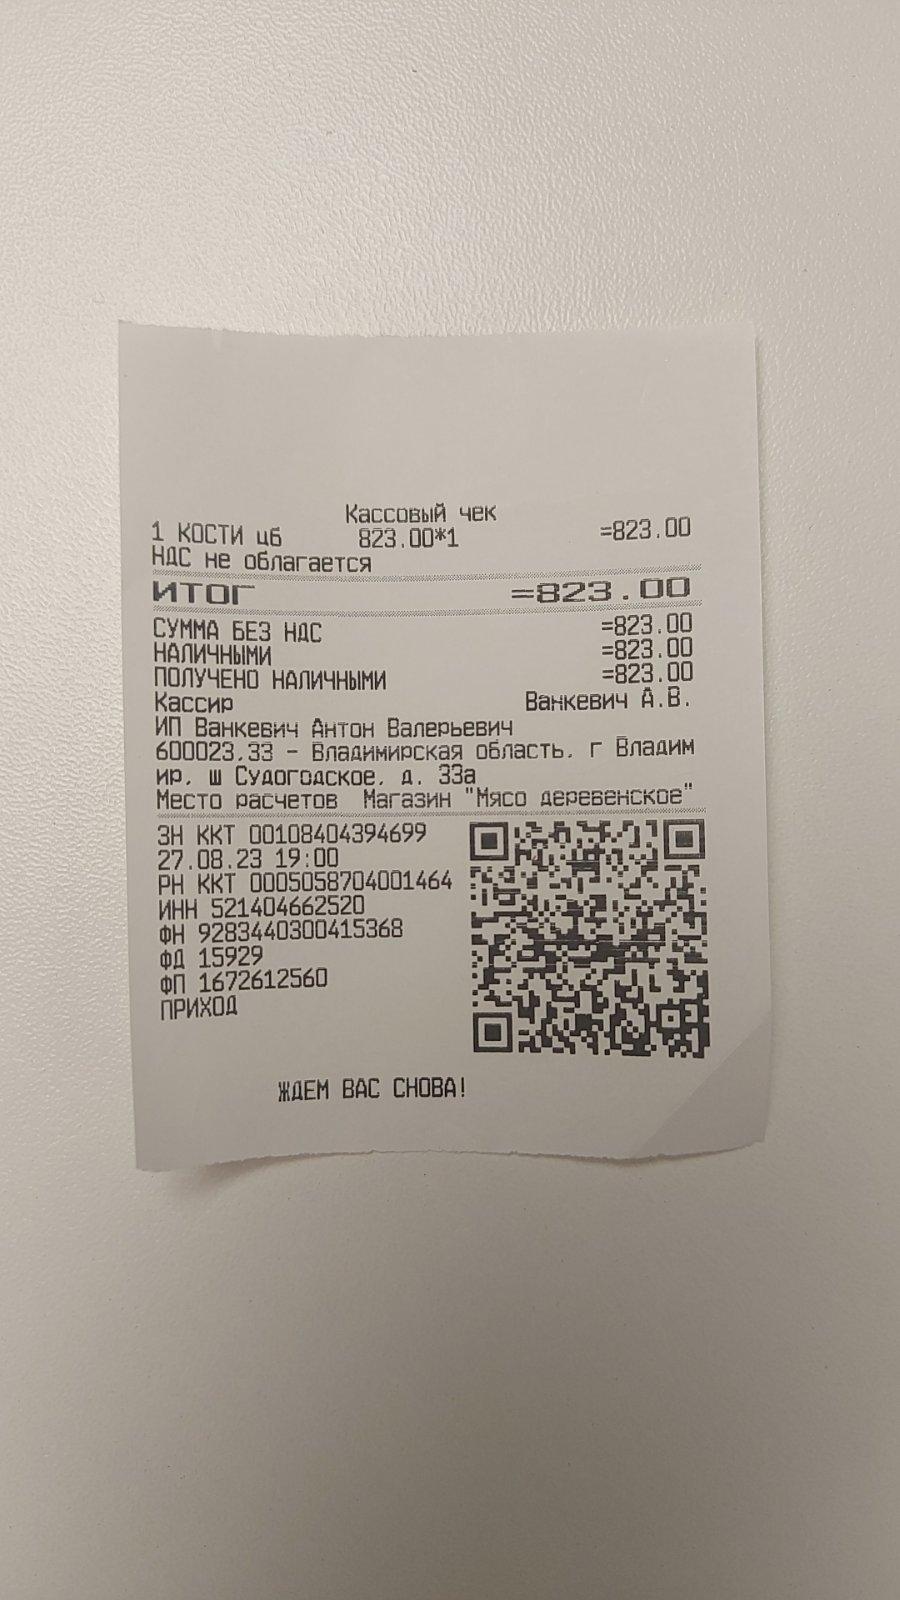 Кассовый чек
1 КОСТИ цб 823.00*1 =823.00
НДС не облагается
ИТОГ =823.00
СУММА БЕЗ НДС =823.00
НАЛИЧНЫМИ =823.00
ПОЛУЧЕНО НАЛИЧНЫМИ =823.00
Кассир Ванкевич А.В.
ИП Ванкевич Антон Валерьевич
600023,33 - Владимирская область, г Владим
ир, ш Судогодское, д. 33а
Место расчетов Магазин "Мясо деревенское"
ЗН ККТ 00108404394699
27.08.23 19:00
РН ККТ 0005058704001464
ИНН 521404662520
ФН 9283440300415368
ФД 15929
ФП 1672612560
ПРИХОД
ЖДЕМ ВАС СНОВА!